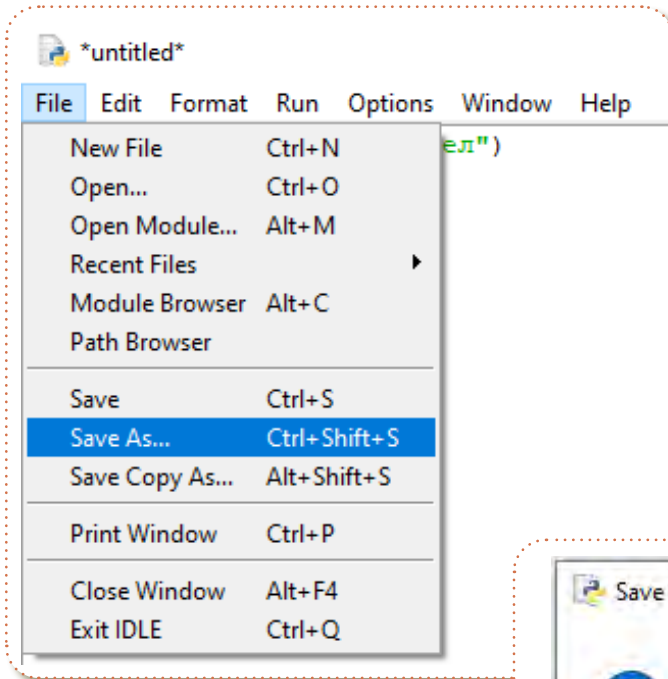 *untitled*
File Edit Format Run Options Window Help
ел")
New File Ctrl+N
Open... Ctrl+O
Open Module... Alt+M
Recent Files
Module Browser Alt+C
Path Browser
Save Ctrl+S
Save As... Ctrl+Shift+S
Save Copy As... Alt+Shift+S
Print Window Ctrl+P
Close Window Alt+F4
Exit IDLE Ctrl+Q
Save